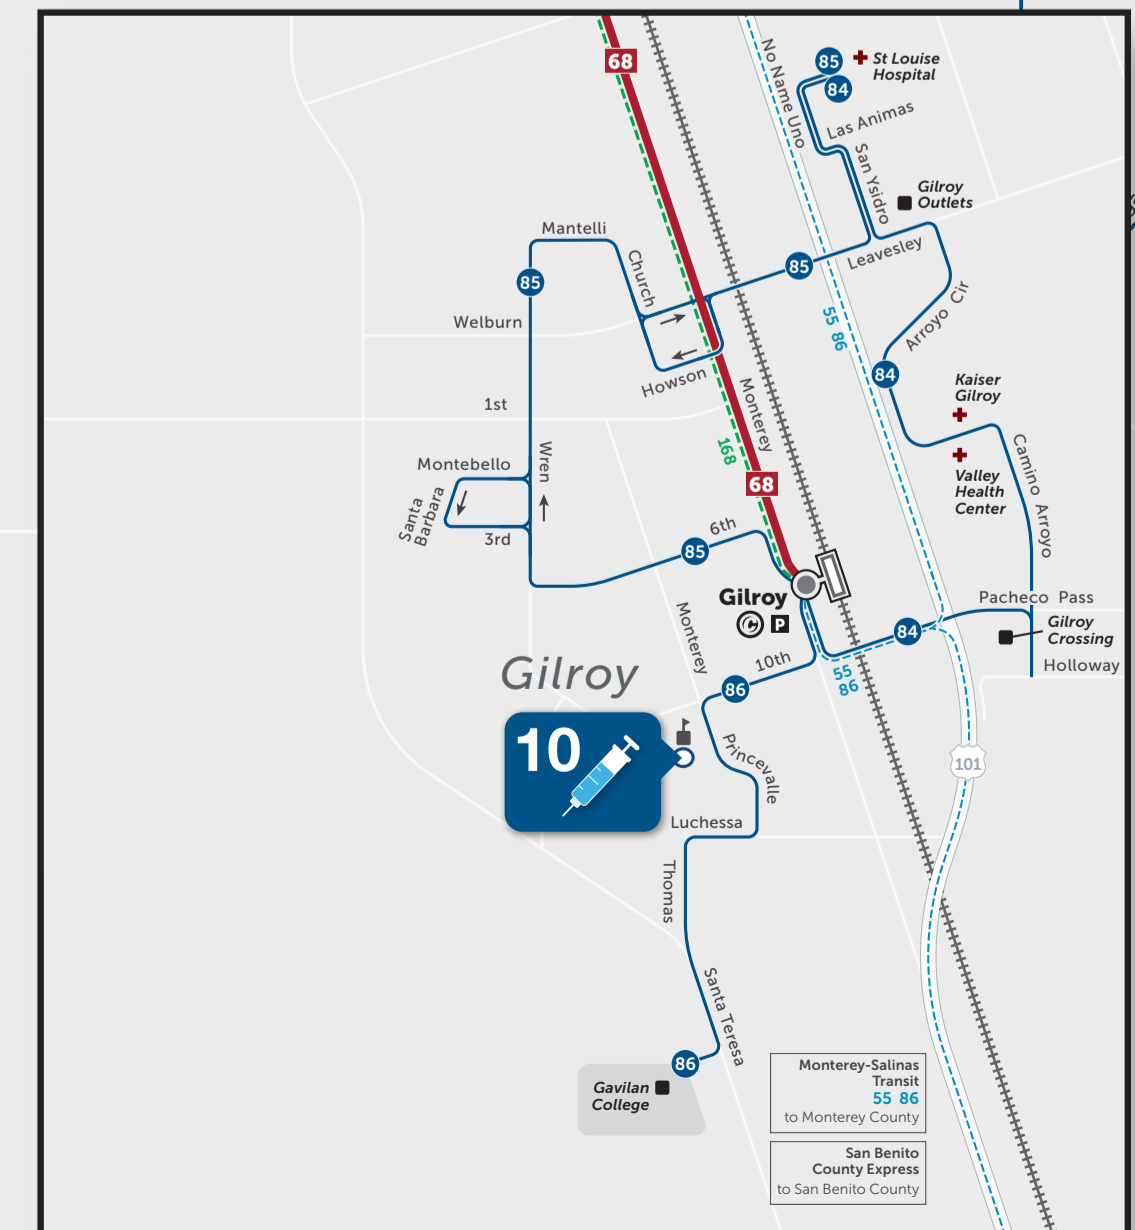 68
No Name Uno
85
St Louise
Hospital
84
Las Animas
San Ysidro
Gilroy
Outlets
Mantelli
Church
85
Leavesley
85
Arroyo Cir
Welburn
55 86
Howson
84
1st
Monterey
Kaiser
Gilroy
168
Wren
Camino Arroyo
Montebello
Santa
Barbara
3rd
68
Valley
Health
Center
6th
85
Gilroy
C
P
Pacheco Pass
Gilroy
Crossing
84
Monterey
Holloway
10th
55
86
Gilroy
86
10
Princevalle
101
Luchessa
Thomas
Santa Teresa
86
Gavilan
College
Monterey-Salinas
Transit
55 86
to Monterey County
San Benito
County Express
to San Benito County